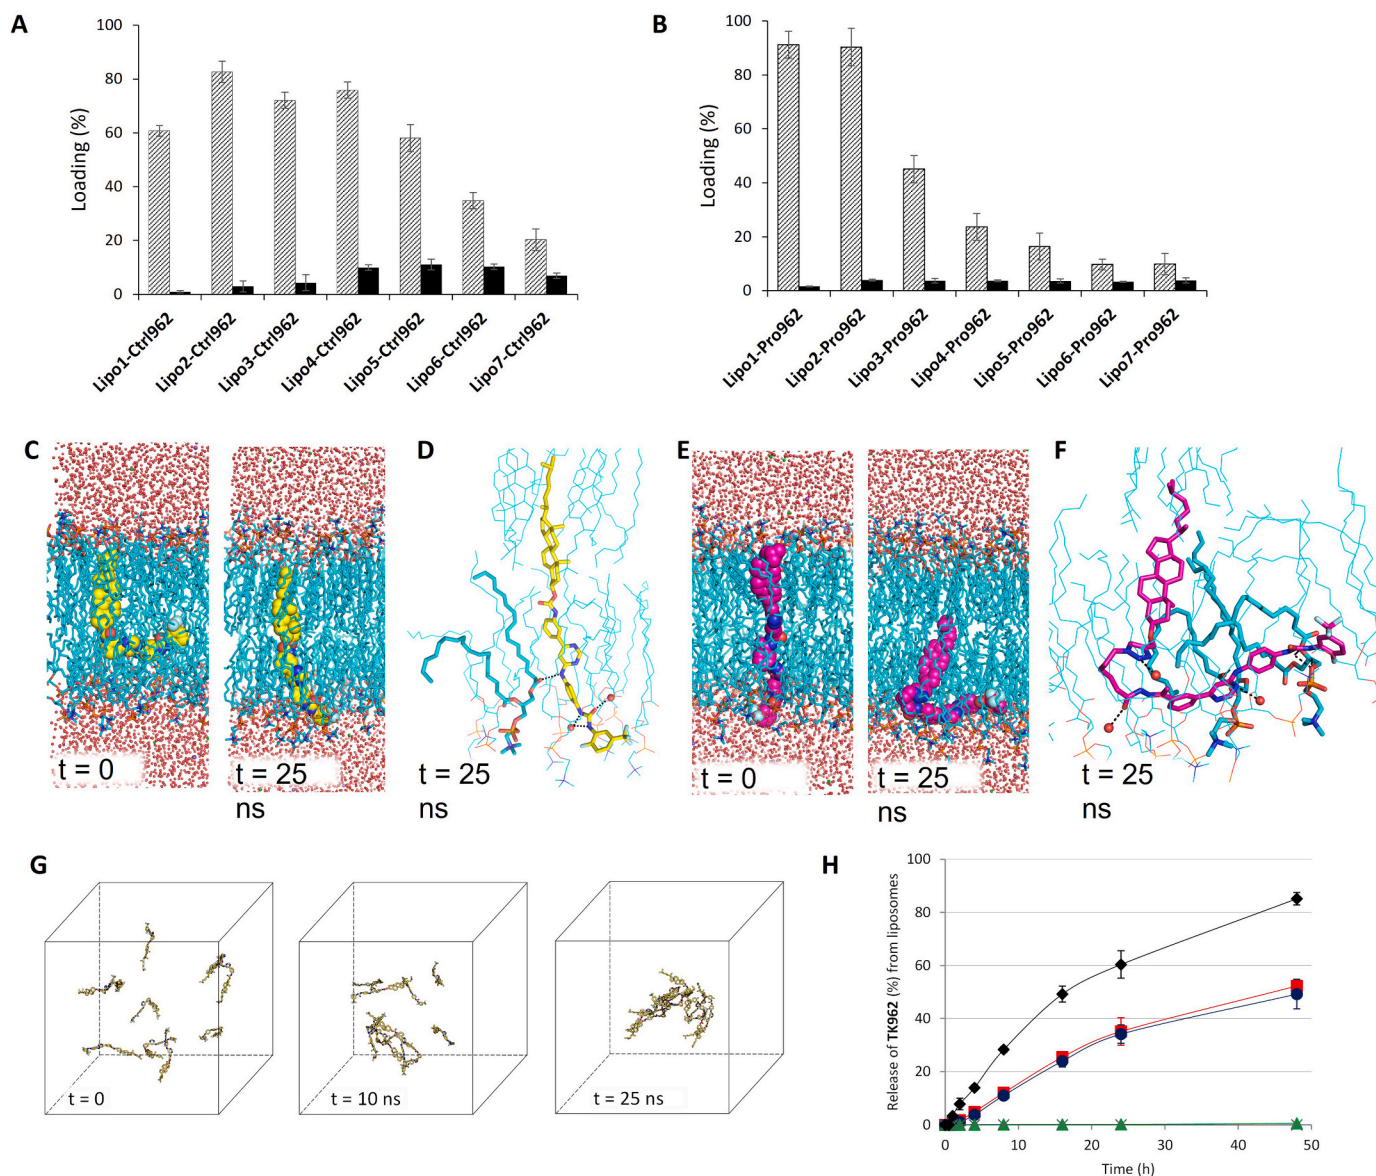 A
100
80
60
40
20
0
Loading (%)
Lipo1-Ctrl962
Lipo2-Ctrl962
Lipo3-Ctrl962
Lipo4-Ctrl962
Lipo5-Ctrl962
Lipo6-Ctrl962
Lipo7-Ctrl962
B
100
80
60
40
20
0
Loading (%)
Lipo1-Pro962
Lipo2-Pro962
Lipo3-Pro962
Lipo4-Pro962
Lipo5-Pro962
Lipo6-Pro962
Lipo7-Pro962
C
t = 0
t = 25
ns
D
t = 25
ns
E
t = 0
t = 25
ns
F
t = 25
ns
G
t = 0
t = 10 ns
t = 25 ns
H
100
80
60
40
20
0
Release of TK962 (%) from liposomes
0
10
20
30
40
50
Time (h)